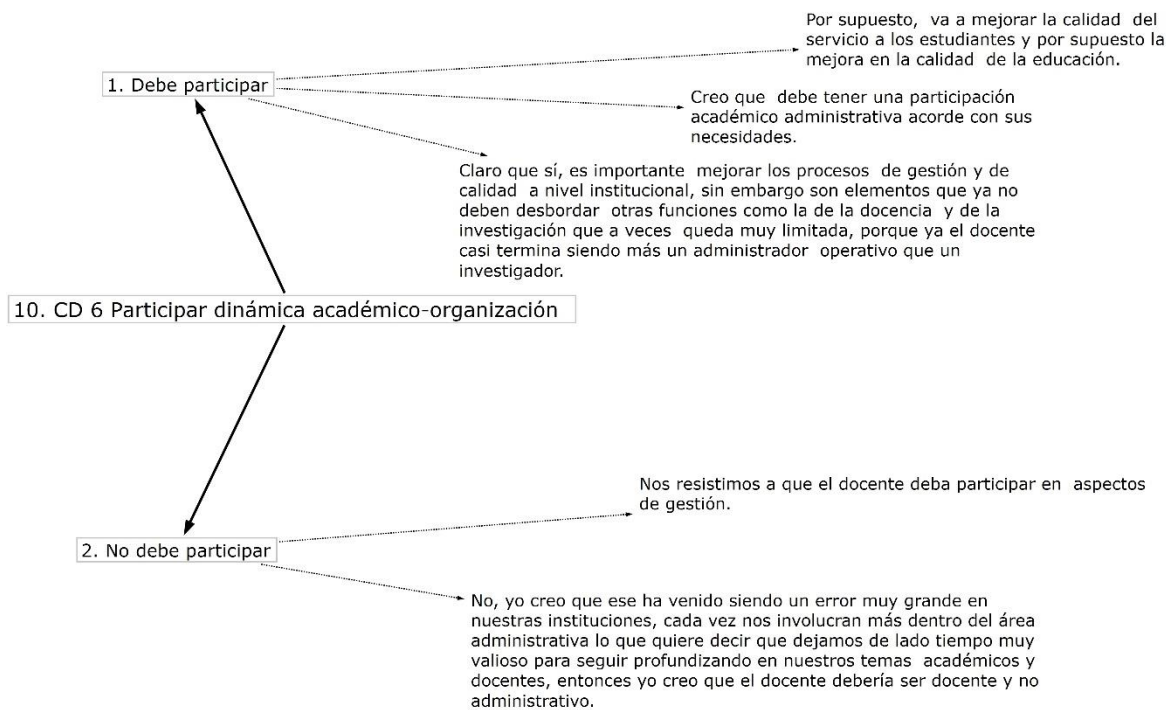 Por supuesto, va a mejorar la calidad del
servicio a los estudiantes y por supuesto la
mejora en la calidad de la educación.
1. Debe participar
Creo que debe tener una participación
académico administrativa acorde con sus
necesidades.
Claro que sí, es importante mejorar los procesos de gestión y de
calidad a nivel institucional, sin embargo son elementos que ya no
deben desbordar otras funciones como la de la docencia y de la
investigación que a veces queda muy limitada, porque ya el docente
casi termina siendo más un administrador operativo que un
investigador.
10. CD 6 Participar dinámica académico-organización
Nos resistimos a que el docente deba participar en aspectos
de gestión.
2. No debe participar
No, yo creo que ese ha venido siendo un error muy grande en
nuestras instituciones, cada vez nos involucran más dentro del área
administrativa lo que quiere decir que dejamos de lado tiempo muy
valioso para seguir profundizando en nuestros temas académicos y
docentes, entonces yo creo que el docente debería ser docente y no
administrativo.